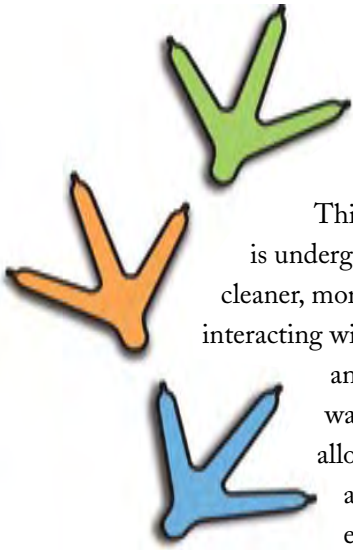 Thi
is underg
cleaner, mor
interacting wi
an
wa
allo
a
e